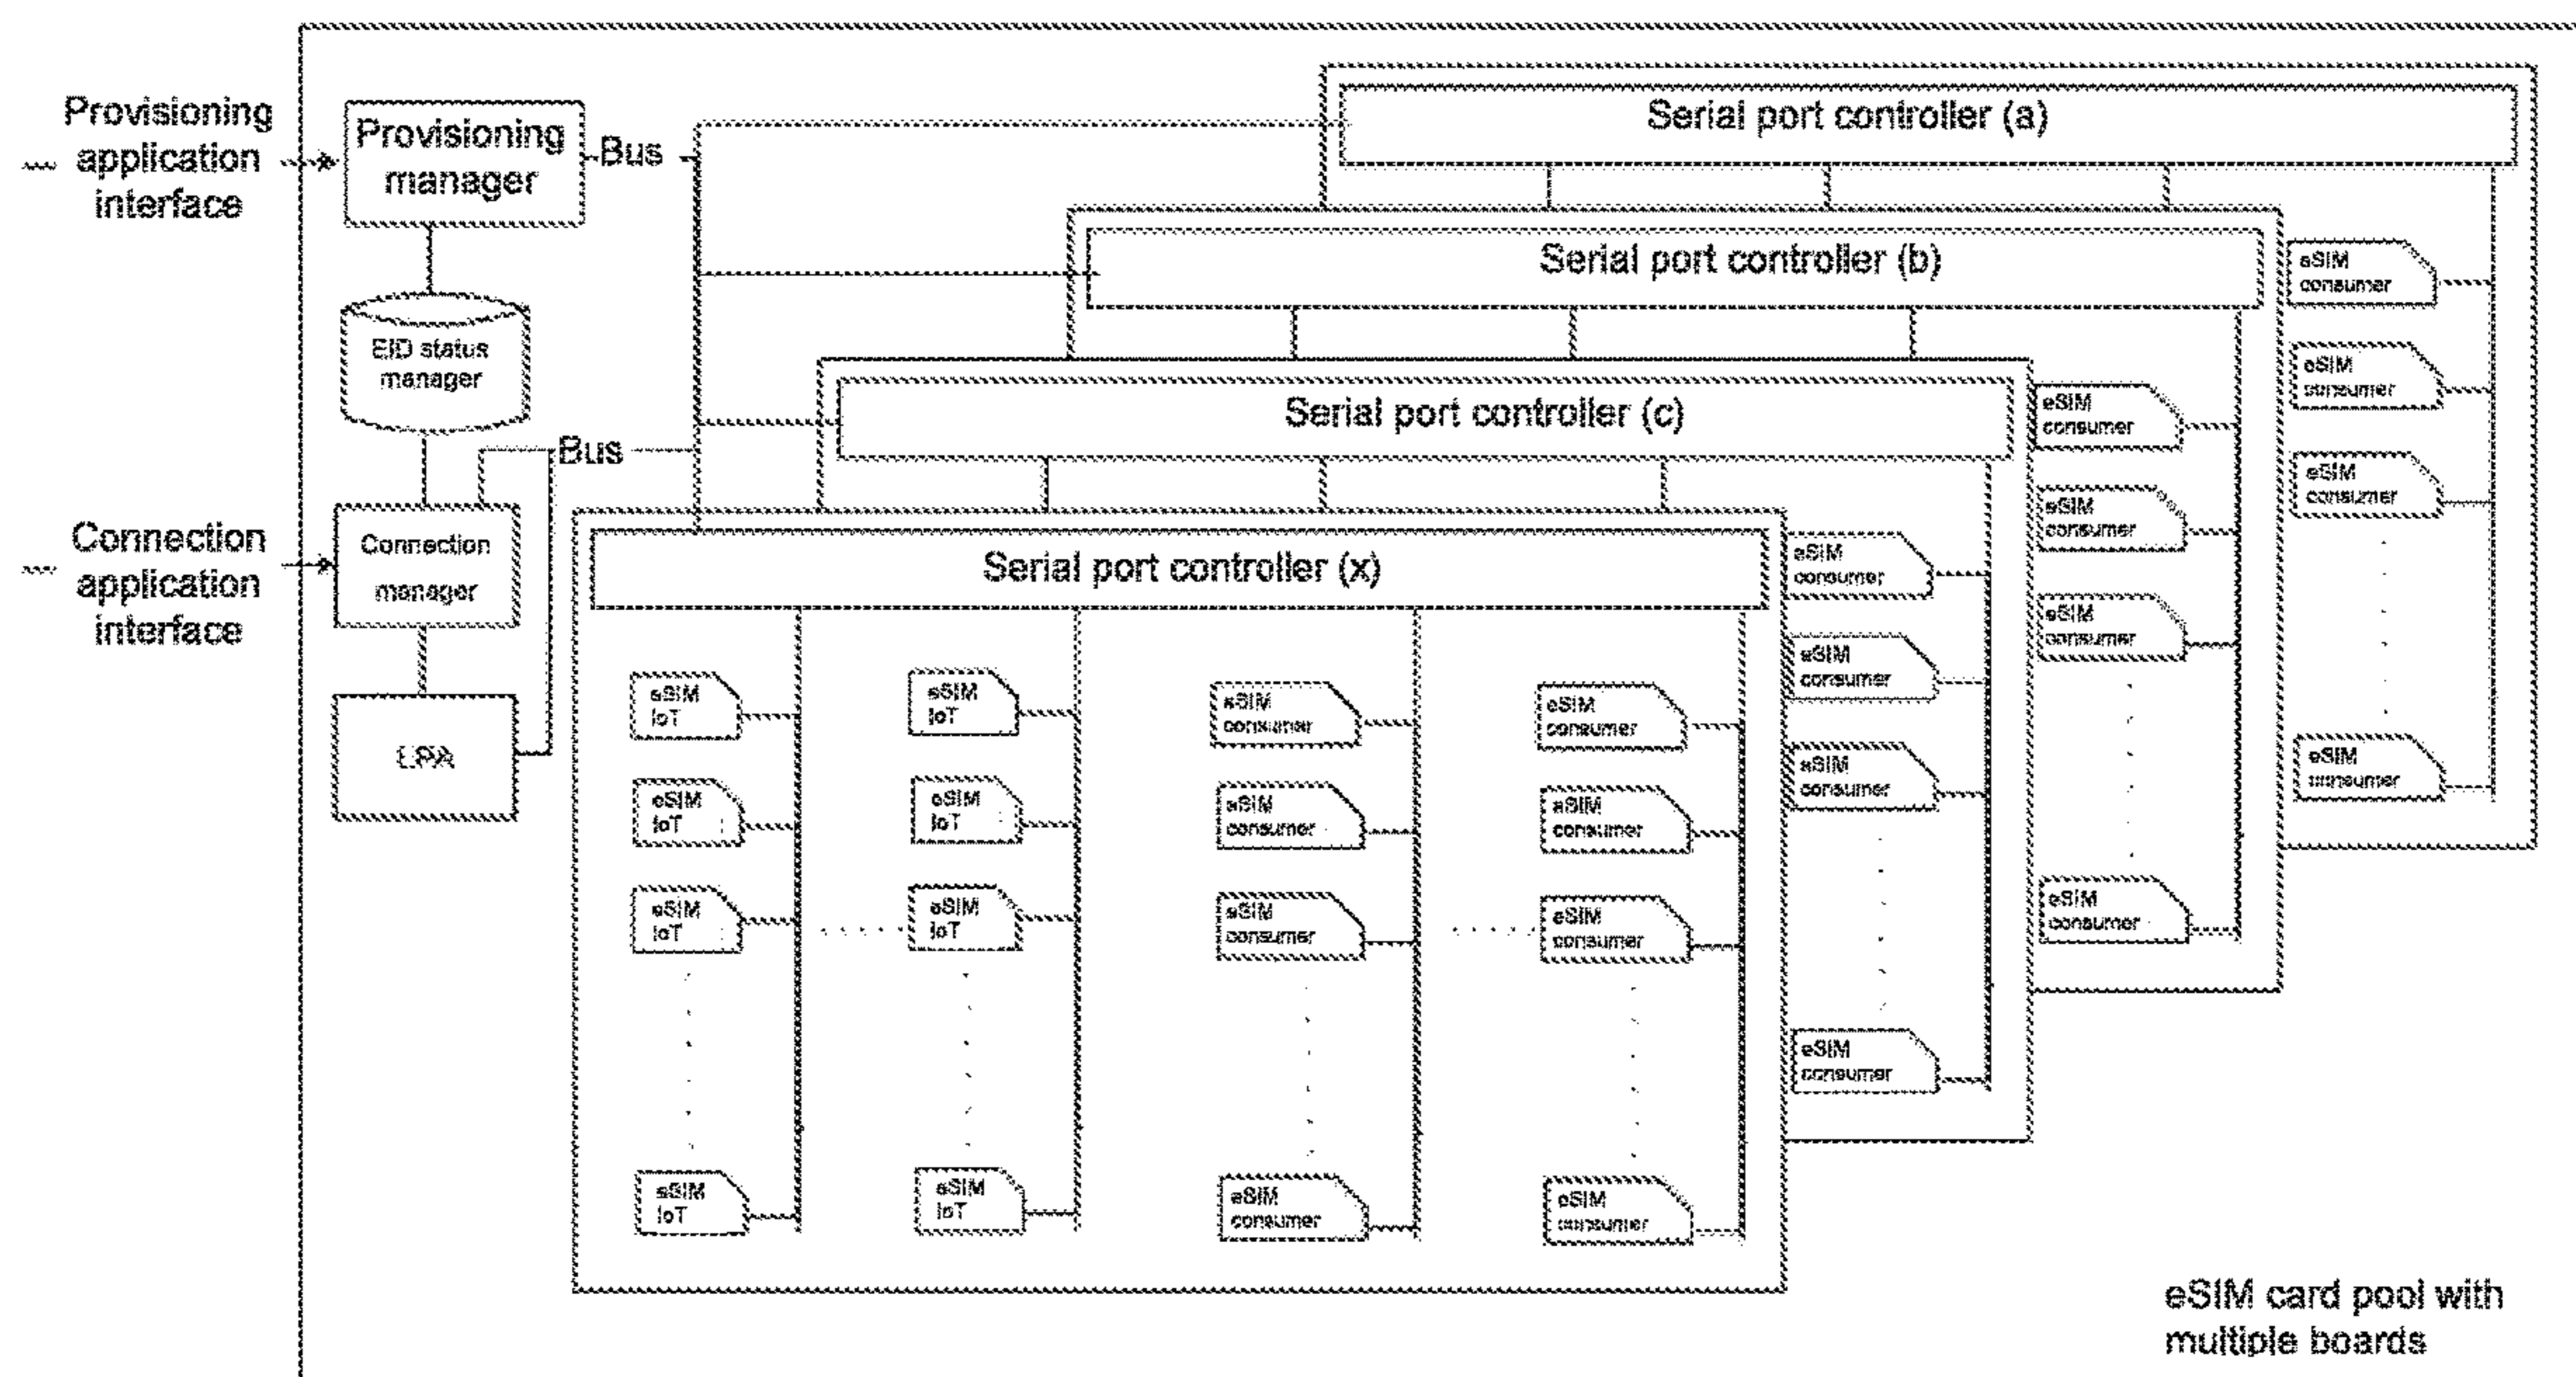 Provisioning
application
interface
Provisioning
manager
Bus
EID status
manager
Bus
Connection
application
interface
Connection
manager
LPA
Serial port controller (a)
eSIM
consumer
eSIM
consumer
eSIM
consumer
eSIM
consumer
Serial port controller (b)
eSIM
consumer
eSIM
consumer
eSIM
consumer
eSIM
consumer
Serial port controller (c)
eSIM
consumer
eSIM
consumer
eSIM
consumer
eSIM
consumer
Serial port controller (x)
eSIM
IoT
eSIM
IoT
eSIM
consumer
eSIM
consumer
eSIM
IoT
eSIM
IoT
eSIM
consumer
eSIM
consumer
eSIM
IoT
eSIM
IoT
eSIM
consumer
eSIM
consumer
eSIM
IoT
eSIM
IoT
eSIM
consumer
eSIM
consumer
eSIM card pool with
multiple boards